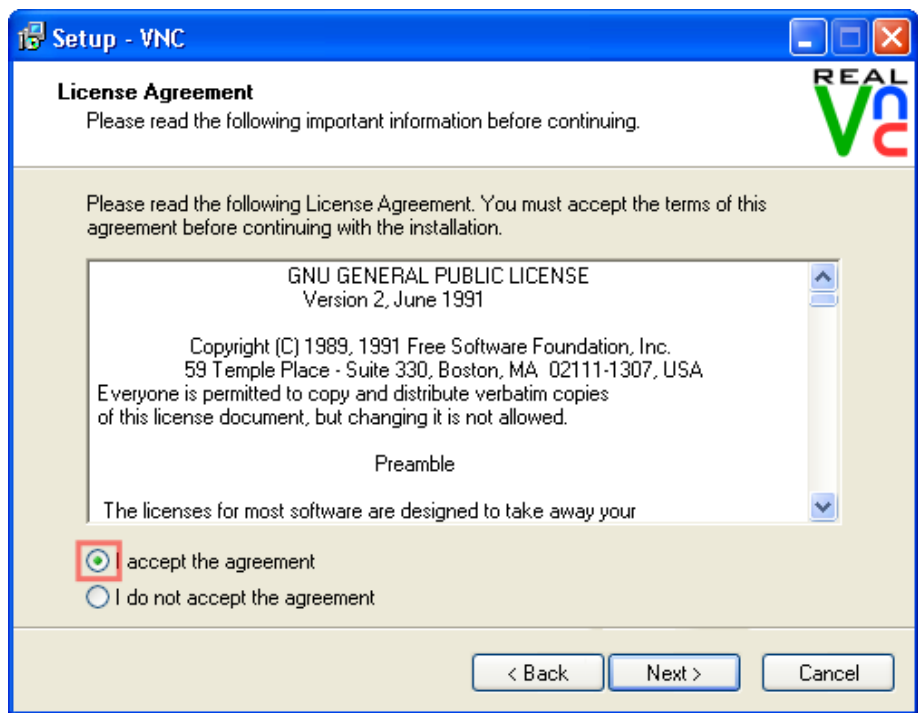 Setup - VNC
License Agreement
Please read the following important information before continuing.
REAL
VNC
Please read the following License Agreement. You must accept the terms of this
agreement before continuing with the installation.
GNU GENERAL PUBLIC LICENSE
Version 2, June 1991
Copyright (C) 1989, 1991 Free Software Foundation, Inc.
59 Temple Place - Suite 330, Boston, MA  02111-1307, USA
Everyone is permitted to copy and distribute verbatim copies
of this license document, but changing it is not allowed.
Preamble
The licenses for most software are designed to take away your
I accept the agreement
I do not accept the agreement
< Back
Next >
Cancel